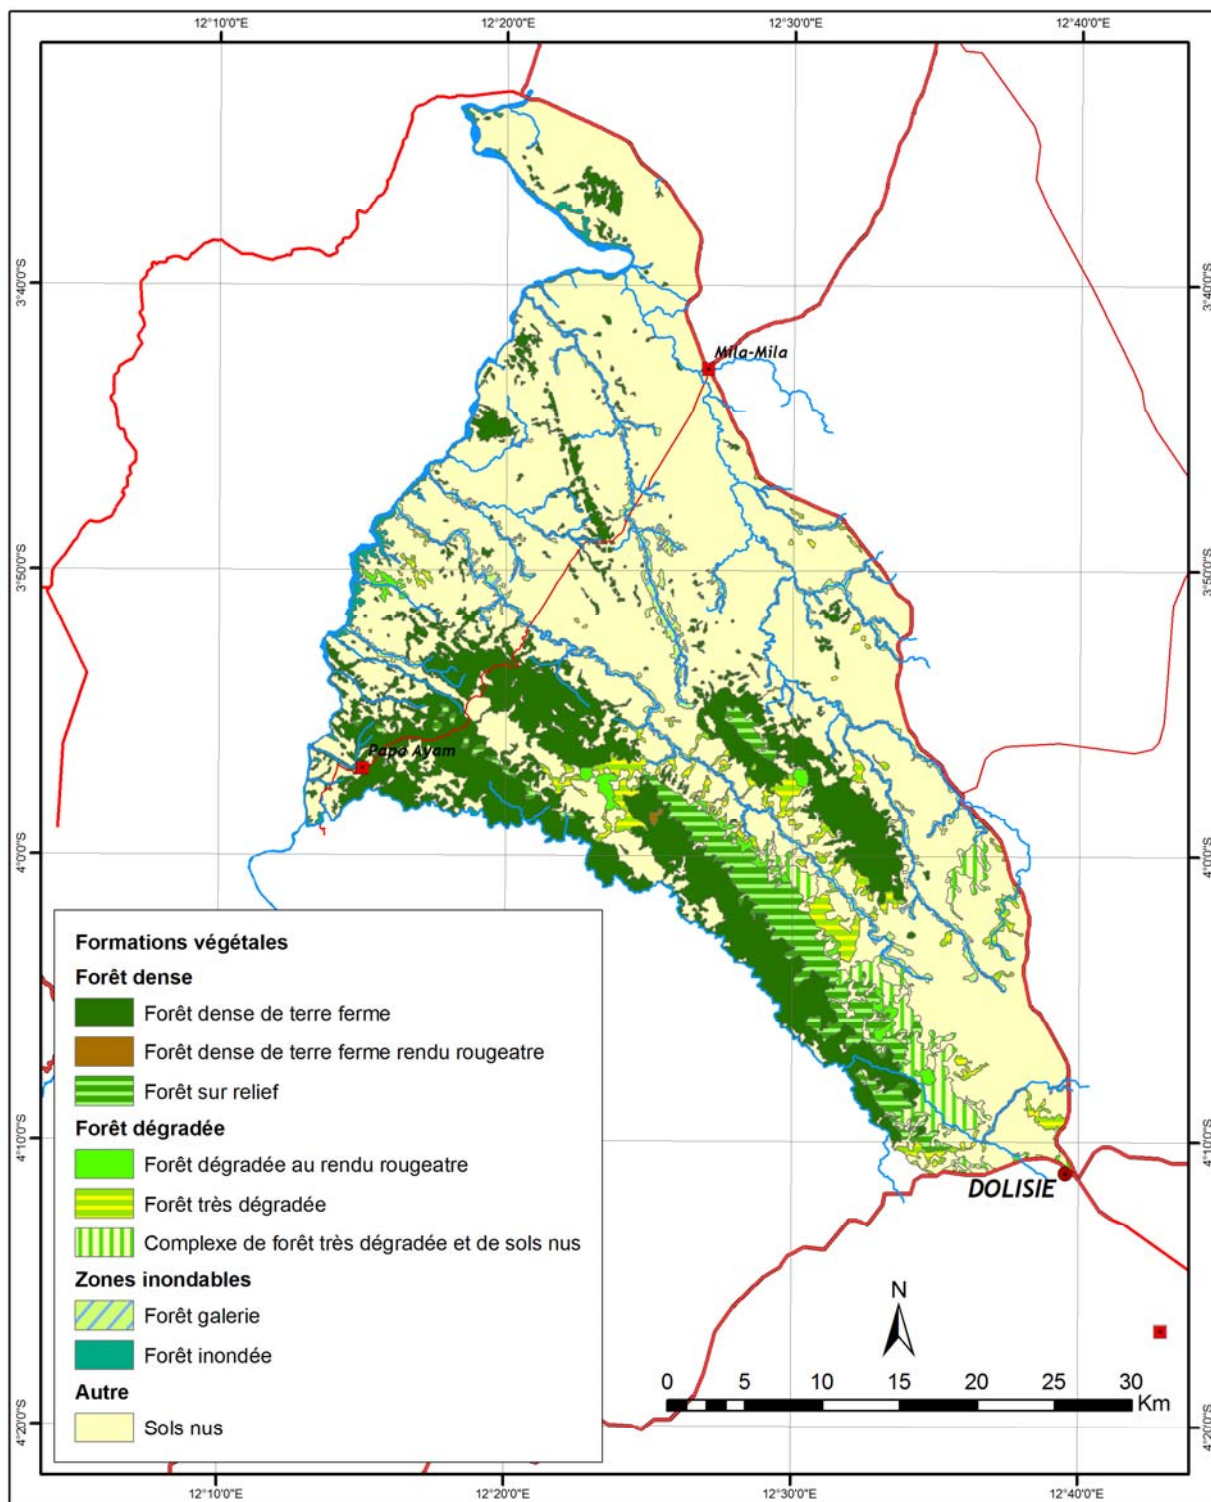 12°10'0"E
12°20'0"E
12°30'0"E
12°40'0"E
3°40'0"S
3°40'0"S
Mila-Mila
3°50'0"S
3°50'0"S
Papa Ayam
4°0'0"S
4°0'0"S
Formations végétales
Forêt dense
Forêt dense de terre ferme
Forêt dense de terre ferme rendu rougeatre
Forêt sur relief
Forêt dégradée
Forêt dégradée au rendu rougeatre
Forêt très dégradée
Complexe de forêt très dégradée et de sols nus
Zones inondables
Forêt galerie
Forêt inondée
Autre
Sols nus
4°10'0"S
4°10'0"S
DOLISIE
N
0 5 10 15 20 25 30
Km
4°20'0"S
4°20'0"S
12°10'0"E
12°20'0"E
12°30'0"E
12°40'0"E